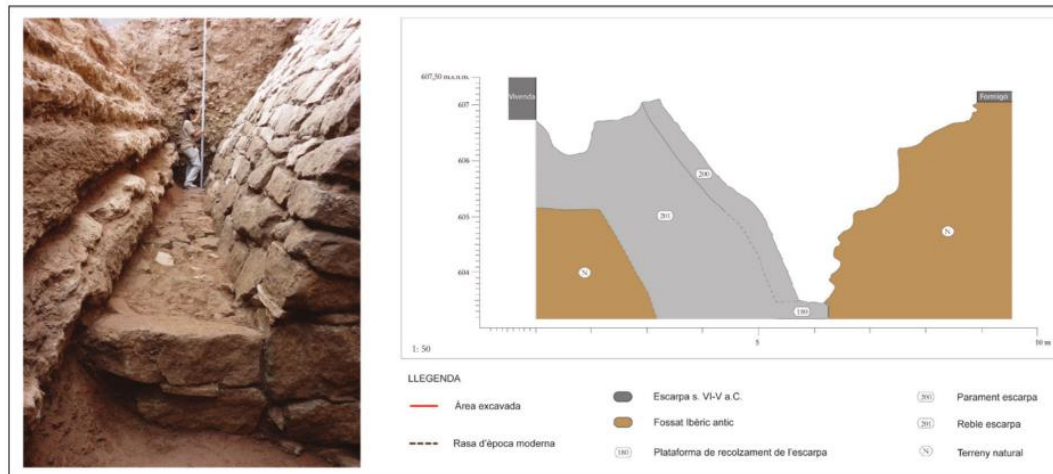 607,50 m.s.n.m.
607
606
605
604
Vivenda
Formigó
200
201
N
N
180
1: 50
5
10 m
LLEGENDA
Àrea excavada
Rasa d'època moderna
Escarpa s. VI-V a.C.
Fossat Ibèric antic
180 Plataforma de recolzament de l'escarpa
200 Parament escarpa
201 Reble escarpa
N Terreny natural